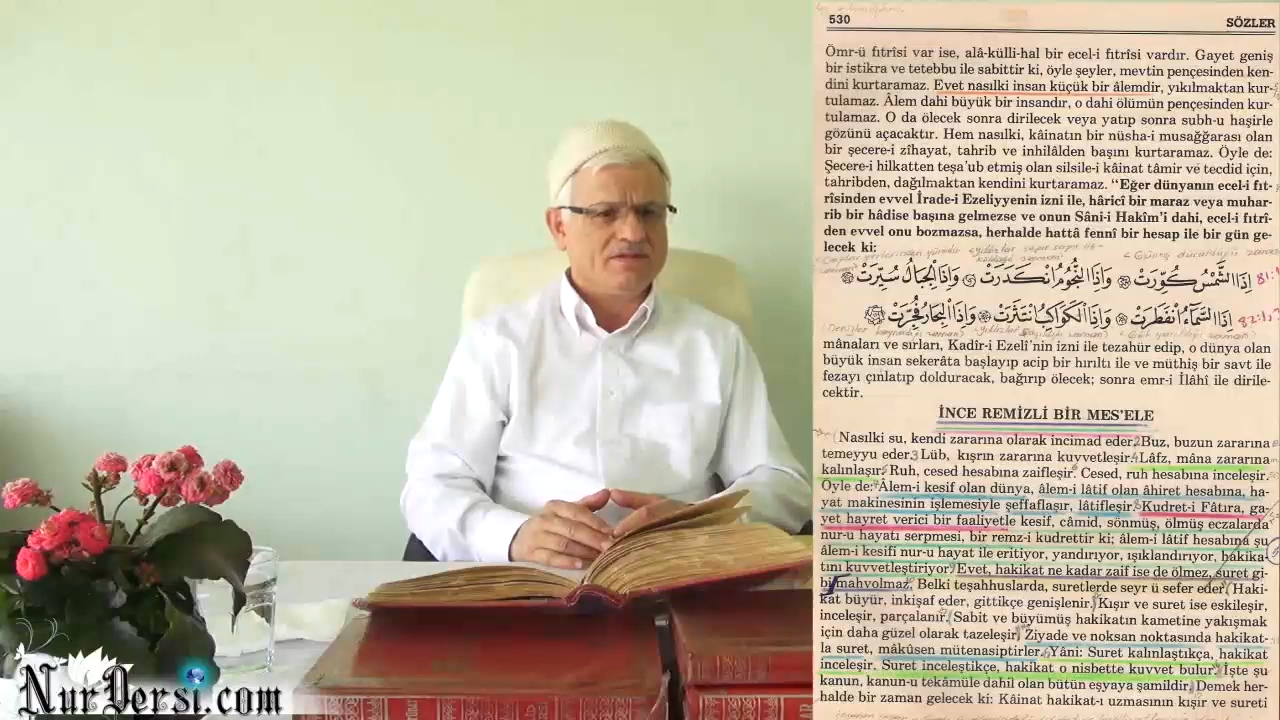 530
SÖZLER
Ömr-ü fıtrîsi var ise, alâ-külli-hal bir ecel-i fıtrîsi vardır. Gayet geniş
bir istikra ve tetebbu ile sabittir ki, öyle şeyler, mevtin pençesinden ken-
dini kurtaramaz. Evet nasılki insan küçük bir âlemdir, yıkılmaktan kur-
tulamaz. Âlem dahi büyük bir insandır, o dahi ölümün pençesinden kur-
tulamaz. O da ölecek sonra dirilecek veya yatıp sonra subh-u haşirle
gözünü açacaktır. Hem nasılki, kâinatın bir nüsha-i musağğarası olan
bir şecere-i zîhayat, tahrib ve inhilâlden başını kurtaramaz. Öyle de:
Şecere-i hilkatten teşa'ub etmiş olan silsile-i kâinat tâmir ve tecdid için,
tahribden, dağılmaktan kendini kurtaramaz. "Eğer dünyanın ecel-i fıt-
rîsinden evvel İrade-i Ezeliyyenin izni ile, hâricî bir maraz veya muhar-
rib bir hâdise başına gelmezse ve onun Sâni-i Hakîm'i dahi, ecel-i fıtrî-
den evvel onu bozmazsa, herhalde hattâ fennî bir hesap ile bir gün ge-
lecek ki:
اِذَا الشَّمْسُ كُوِّرَتْ ۞ وَاِذَا النُّجُومُ انْكَدَرَتْ ۞ وَاِذَا الْجِبَالُ سُيِّرَتْ ۞
اِذَا السَّمَٓاءُ انْفَطَرَتْ ۞ وَاِذَا الْكَوَاكِبُ انْتَثَرَتْ ۞ وَاِذَا الْبِحَارُ فُجِّرَتْ ۞
mânaları ve sırları, Kadîr-i Ezelî'nin izni ile tezahür edip, o dünya olan
büyük insan sekerâta başlayıp acip bir hırıltı ile ve müthiş bir savt ile
fezayı çınlatıp dolduracak, bağırıp ölecek; sonra emr-i İlâhî ile dirile-
cektir.
İNCE REMİZLİ BİR MES'ELE
(Nasılki su, kendi zararına olarak incimad eder. Buz, buzun zararına
temeyyu eder. Lüb, kışrın zararına kuvvetleşir. Lâfz, mâna zararına
kalınlaşır. Ruh, cesed hesabına zaifleşir. Cesed, ruh hesabına inceleşir.
Öyle de: Âlem-i kesif olan dünya, âlem-i lâtif olan âhiret hesabına, ha-
yat makinesinin işlemesiyle şeffaflaşır, lâtifleşir. Kudret-i Fâtıra, ga-
yet hayret verici bir faaliyetle kesif, câmid, sönmüş, ölmüş eczalarda
nur-u hayatı serpmesi, bir remz-i kudrettir ki; âlem-i lâtif hesabına şu
âlem-i kesifi nur-u hayat ile eritiyor, yandırıyor, ışıklandırıyor, hakika-
tını kuvvetleştiriyor. Evet, hakikat ne kadar zaif ise de ölmez, suret gi-
bi mahvolmaz. Belki teşahhuslarda, suretlerde seyr ü sefer eder. Haki-
kat büyür, inkişaf eder, gittikçe genişlenir. Kışır ve suret ise eskileşir,
inceleşir, parçalanır. Sabit ve büyümüş hakikatın kametine yakışmak
için daha güzel olarak tazeleşir. Ziyade ve noksan noktasında hakikat-
la suret, mâkûsen mütenasiptirler. Yâni: Suret kalınlaştıkça, hakikat
inceleşir. Suret inceleştikce, hakikat o nisbette kuvvet bulur. İşte şu
kanun, kanun-u tekâmüle dâhil olan bütün eşyaya şamildir. Demek her-
halde bir zaman gelecek ki: Kâinat hakikat-ı uzmasının kışır ve sureti
NurDersi.com